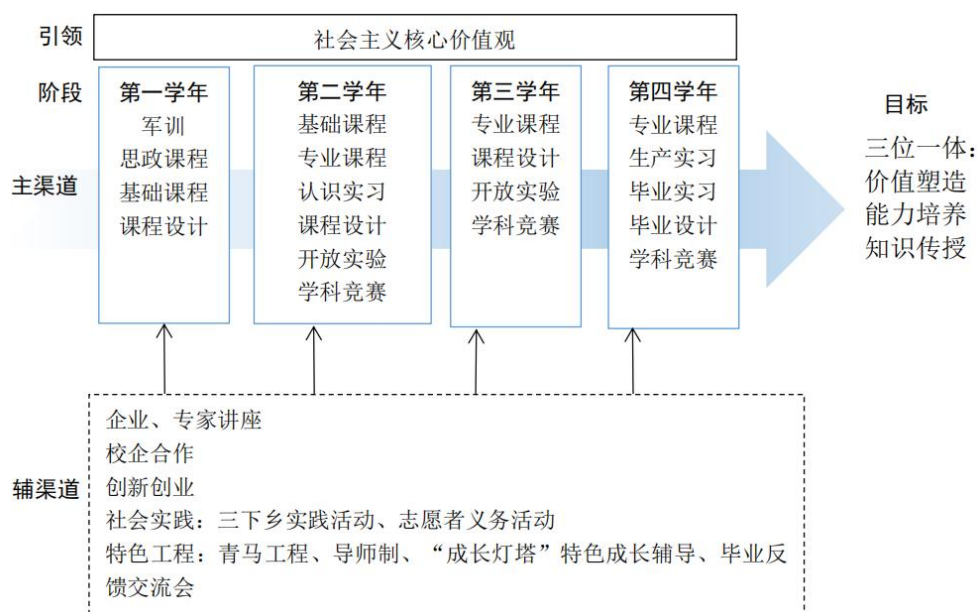 引领
社会主义核心价值观
阶段
第一学年
第二学年
第三学年
第四学年
主渠道
军训
思政课程
基础课程
课程设计
基础课程
专业课程
认识实习
课程设计
开放实验
学科竞赛
专业课程
课程设计
开放实验
学科竞赛
专业课程
生产实习
毕业实习
毕业设计
学科竞赛
目标
三位一体：
价值塑造
能力培养
知识传授
辅渠道
企业、专家讲座
校企合作
创新创业
社会实践：三下乡实践活动、志愿者义务活动
特色工程：青马工程、导师制、“成长灯塔”特色成长辅导、毕业反
馈交流会